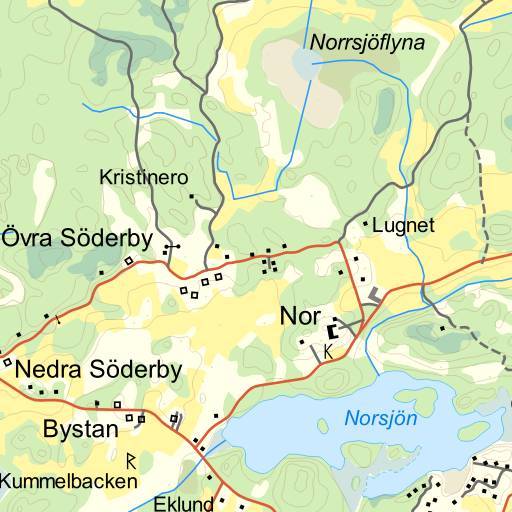 Norrsjöflyna
Kristinero
Lugnet
Övra Söderby
Nor
K
Nedra Söderby
Norsjön
Bystan
R
Kummelbacken
Eklund